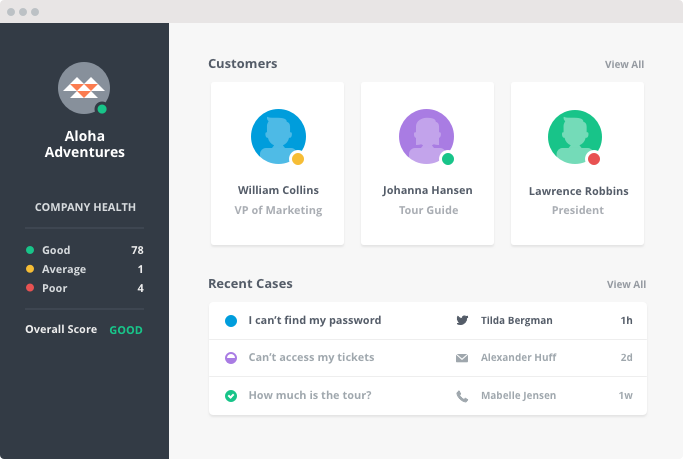 Aloha
Adventures
COMPANY HEALTH
Good 78
Average 1
Poor 4
Overall Score GOOD
Customers View All
William Collins
VP of Marketing
Johanna Hansen
Tour Guide
Lawrence Robbins
President
Recent Cases View All
I can’t find my password Tilda Bergman 1h
Can’t access my tickets Alexander Huff 2d
How much is the tour? Mabelle Jensen 1w